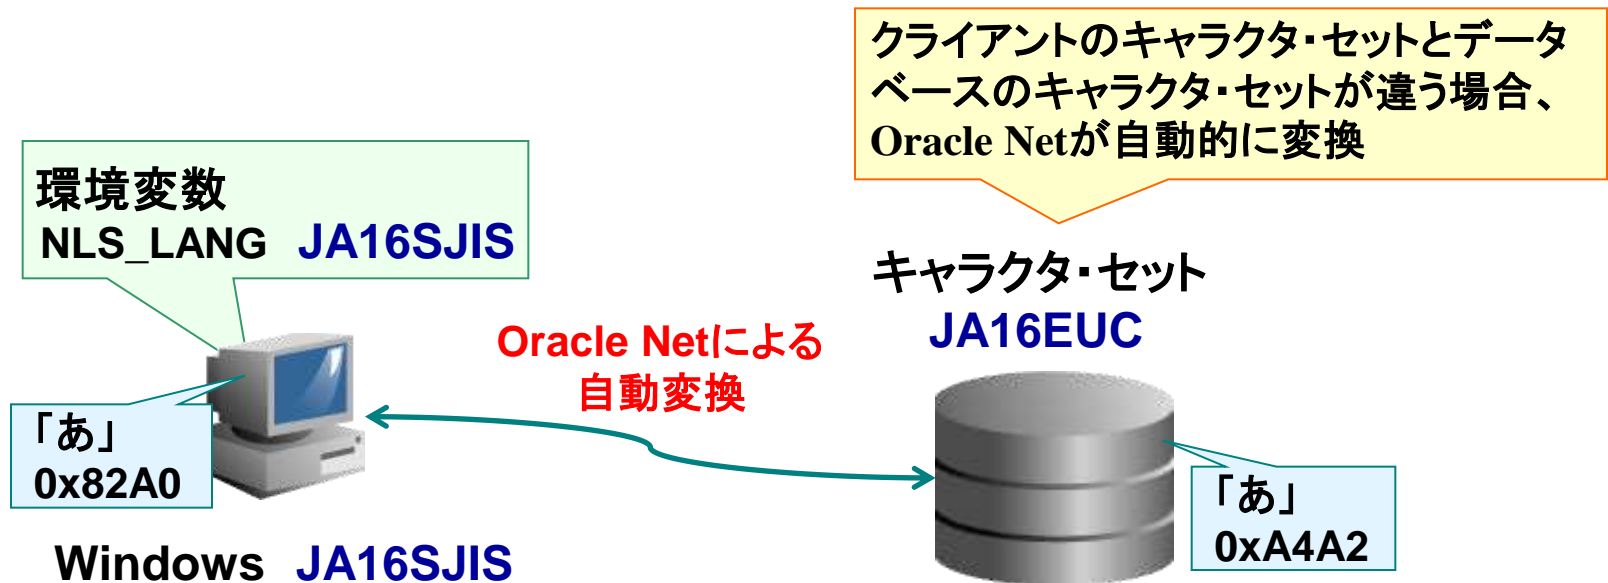 クライアントのキャラクタ・セットとデータ
ベースのキャラクタ・セットが違う場合、
Oracle Netが自動的に変換
環境変数
NLS_LANG JA16SJIS
キャラクタ・セット
JA16EUC
Oracle Netによる
自動変換
「あ」
0x82A0
「あ」
0xA4A2
Windows JA16SJIS